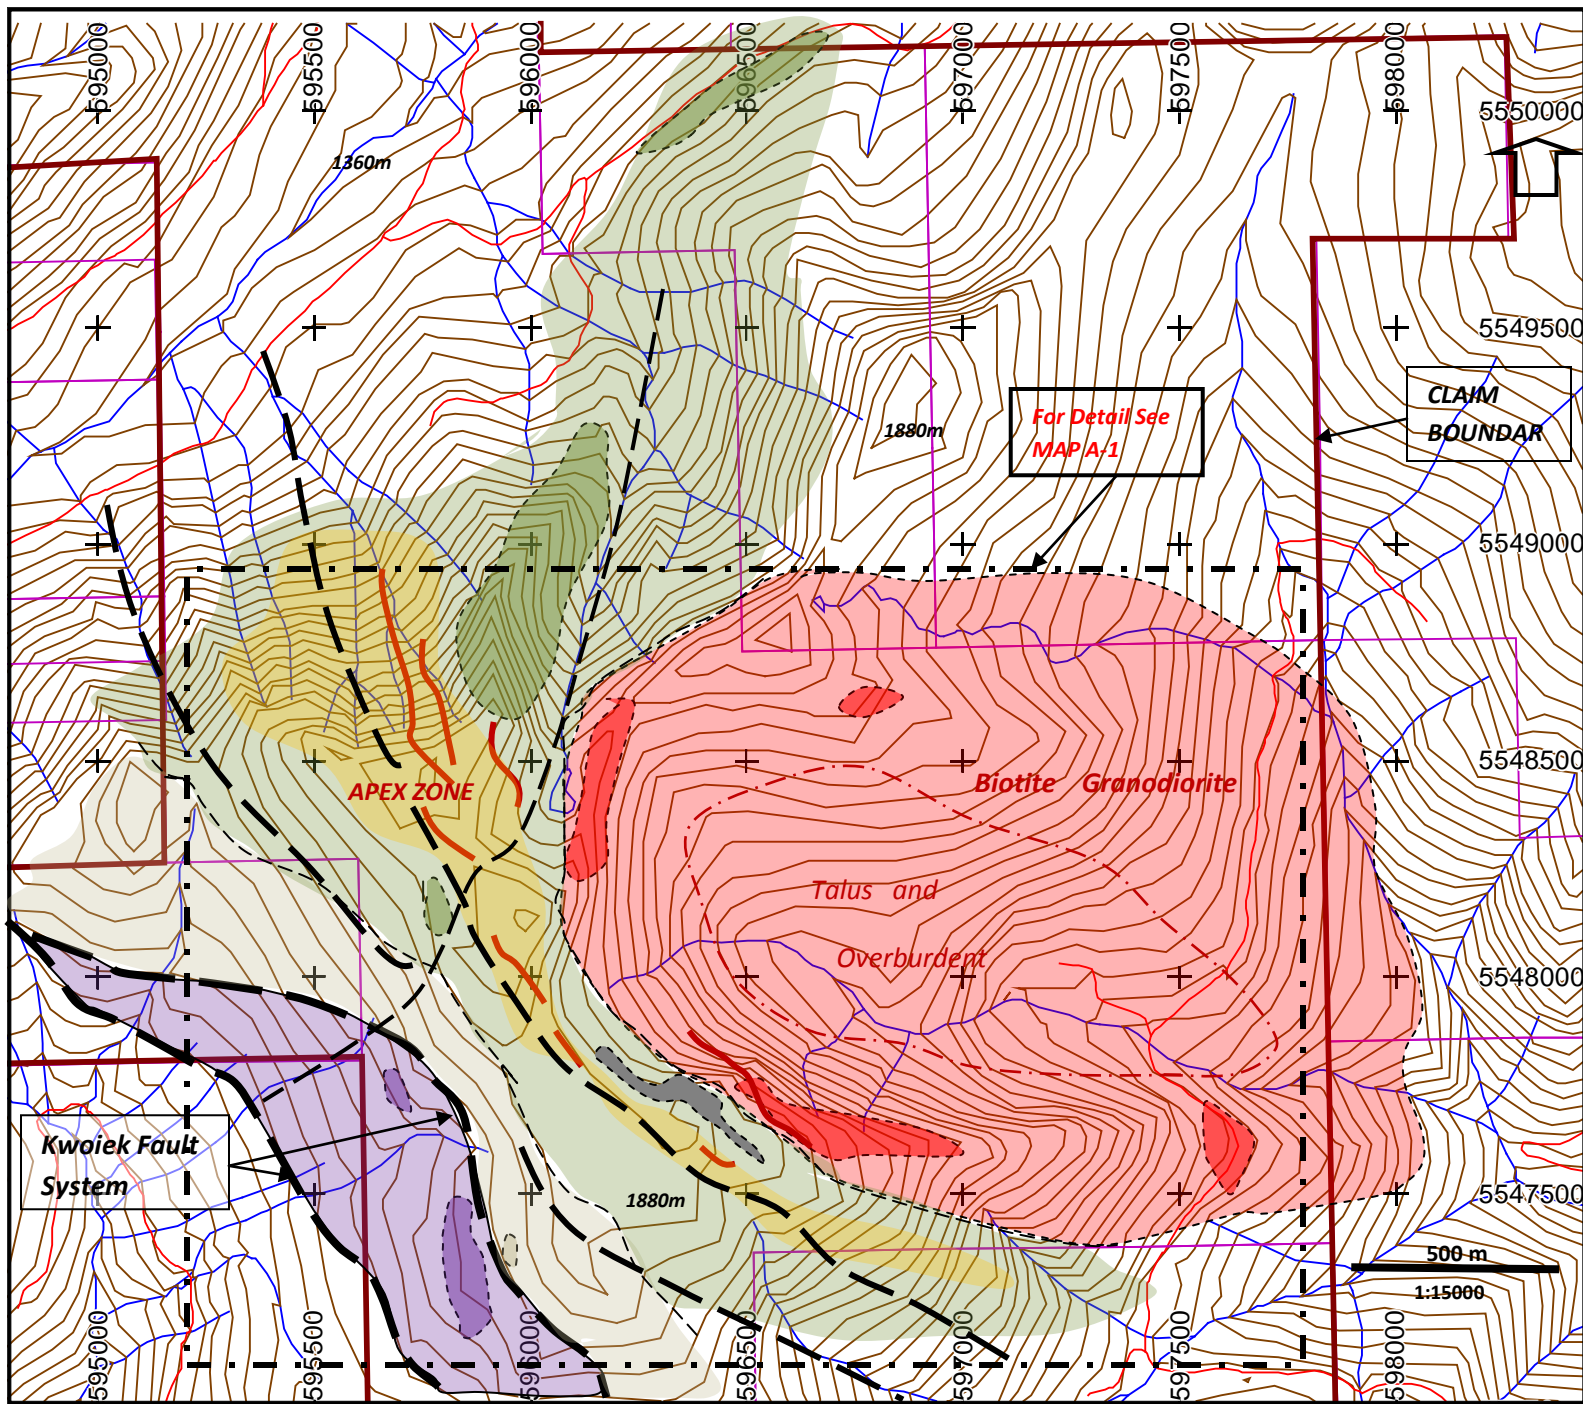 595000
595500
596000
596500
597000
597500
598000
5550000
1360m
5549500
CLAIM
BOUNDAR
For Detail See
MAP A-1
1880m
5549000
5548500
APEX ZONE
Biotite Granodiorite
Talus and
Overburdent
5548000
Kwoiek Fault
System
1880m
5547500
500 m
1:15000
595000
595500
596000
596500
597000
597500
598000